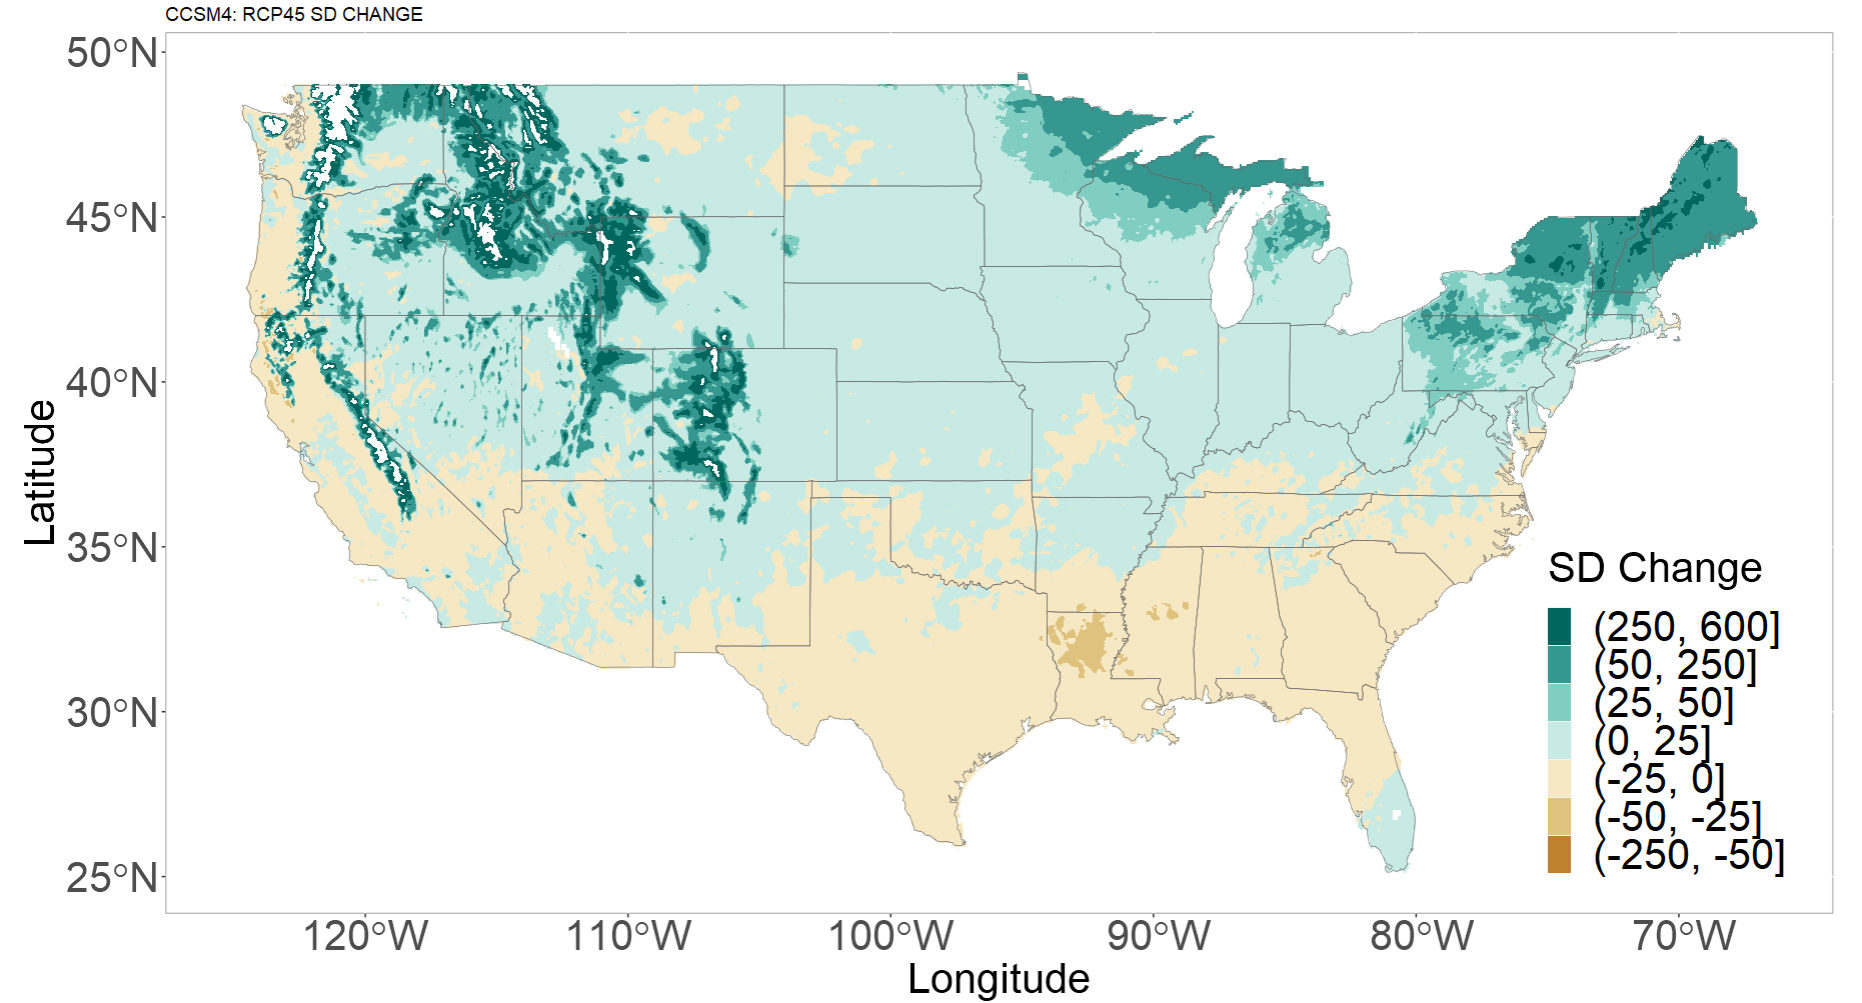 CCSM4: RCP45 SD CHANGE
50°N
45°N
40°N
35°N
30°N
25°N
Latitude
SD Change
(250, 600]
(50, 250]
(25, 50]
(0, 25]
(-25, 0]
(-50, -25]
(-250, -50]
120°W 110°W 100°W 90°W 80°W 70°W
Longitude